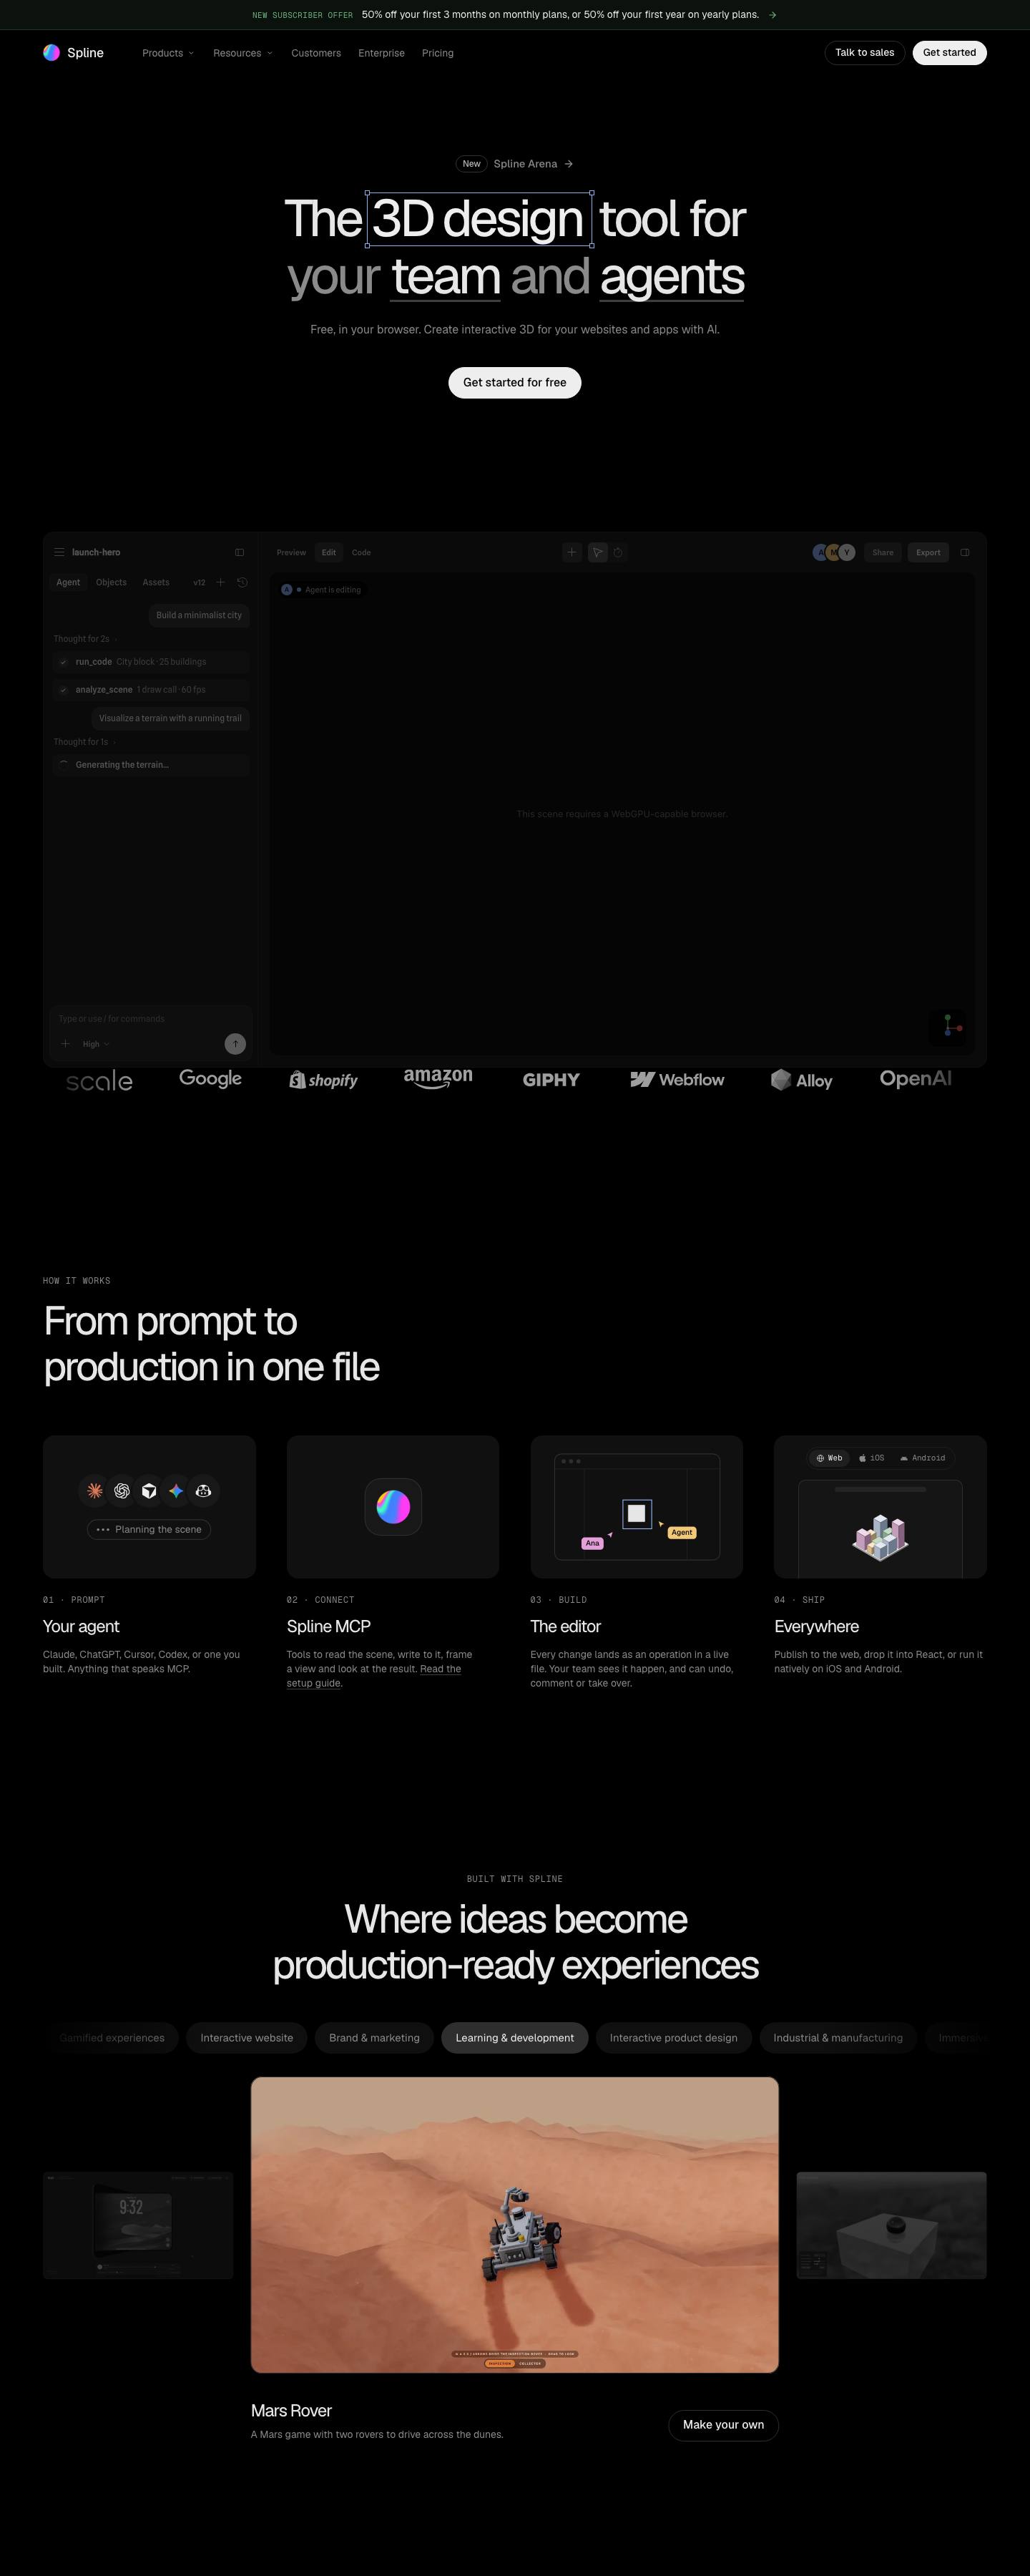 NEW SUBSCRIBER OFFER 50% off your first 3 months on monthly plans, or 50% off your first year on yearly plans.
Spline Products Resources Customers Enterprise Pricing Talk to sales Get started
New Spline Arena
The 3D design tool for
your team and agents
Free, in your browser. Create interactive 3D for your websites and apps with AI.
Get started for free
launch-hero
Preview Edit Code
A M Y Share Export
Agent Objects Assets v12
A Agent is editing
Build a minimalist city
Thought for 2s
run_code City block · 25 buildings
analyze_scene 1 draw call · 60 fps
Visualize a terrain with a running trail
Thought for 1s
Generating the terrain...
This scene requires a WebGPU-capable browser.
Type or use / for commands
High
scale Google shopify amazon GIPHY Webflow Alloy OpenAI
HOW IT WORKS
From prompt to
production in one file
Planning the scene
Ana
Agent
Web iOS Android
01 · PROMPT
Your agent
Claude, ChatGPT, Cursor, Codex, or one you
built. Anything that speaks MCP.
02 · CONNECT
Spline MCP
Tools to read the scene, write to it, frame
a view and look at the result. Read the
setup guide.
03 · BUILD
The editor
Every change lands as an operation in a live
file. Your team sees it happen, and can undo,
comment or take over.
04 · SHIP
Everywhere
Publish to the web, drop it into React, or run it
natively on iOS and Android.
BUILT WITH SPLINE
Where ideas become
production-ready experiences
Gamified experiences Interactive website Brand & marketing Learning & development Interactive product design Industrial & manufacturing
9:32
COLLECTOR
Mars Rover
A Mars game with two rovers to drive across the dunes.
Make your own